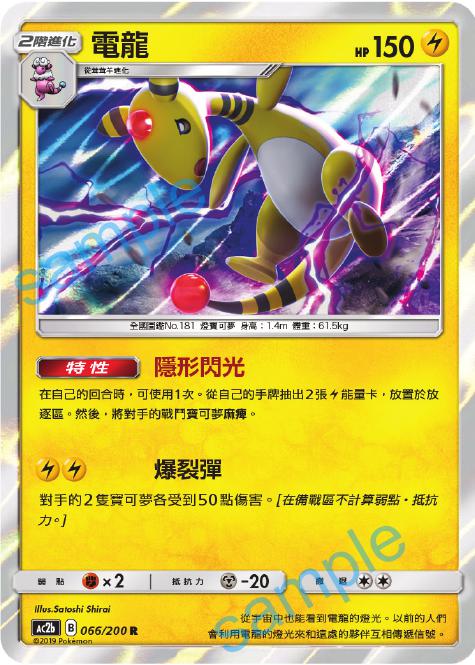 2階進化
電龍
HP 150
從茸茸羊進化
全國圖鑑No.181 燈寶可夢 身高：1.4m 體重：61.5kg
特性 隱形閃光
在自己的回合時，可使用1次。從自己的手牌抽出2張能量卡，放置於放
逐區。然後，將對手的戰鬥寶可夢麻痺。
爆裂彈
對手的2隻寶可夢各受到50點傷害。[在備戰區不計算弱點・抵抗
力。]
弱點 ×2 抵抗力 -20 撤退
Illus.Satoshi Shirai
AC2b B 066/200 R
©2019 Pokémon
從宇宙中也能看到電龍的燈光。以前的人們
會利用電龍的燈光來和遠處的夥伴互相傳遞信號。
sample
sample